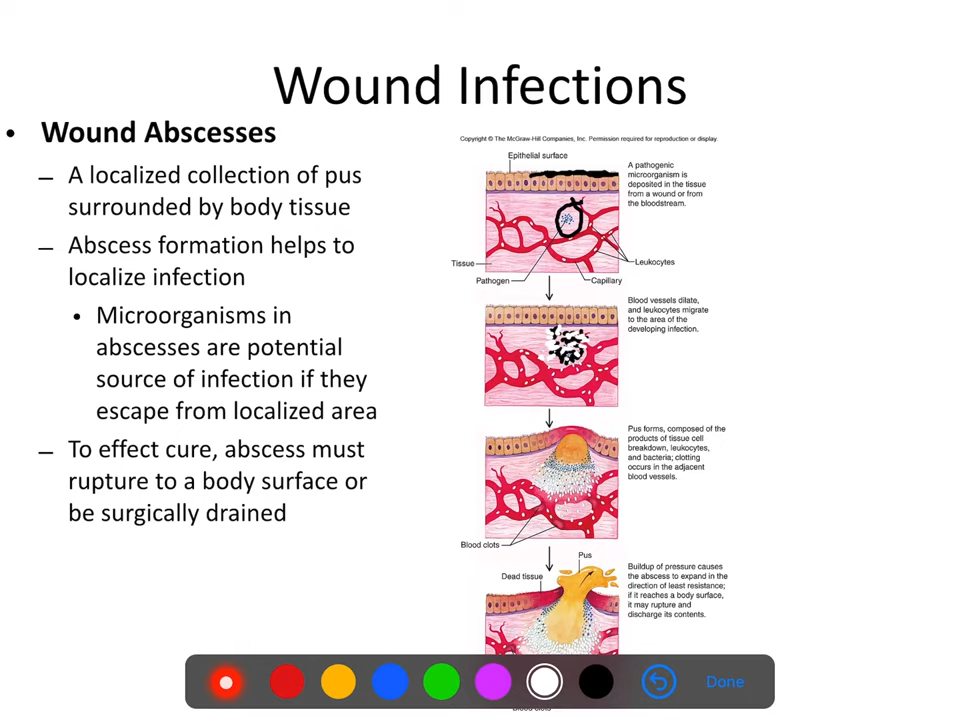 Wound Infections
• Wound Abscesses
– A localized collection of pus
surrounded by body tissue
– Abscess formation helps to
localize infection
• Microorganisms in
abscesses are potential
source of infection if they
escape from localized area
– To effect cure, abscess must
rupture to a body surface or
be surgically drained
Copyright © The McGraw-Hill Companies, Inc. Permission required for reproduction or display.
Epithelial surface
A pathogenic
microorganism is
deposited in the tissue
from a wound or from
the bloodstream.
Tissue
Leukocytes
Pathogen
Capillary
Blood vessels dilate,
and leukocytes migrate
to the area of the
developing infection.
Pus forms, composed of the
products of tissue cell
breakdown, leukocytes,
and bacteria; clotting
occurs in the adjacent
blood vessels.
Blood clots
Pus
Dead tissue
Buildup of pressure causes
the abscess to expand in the
direction of least resistance;
if it reaches a body surface,
it may rupture and
discharge its contents.
Done
Blood clots